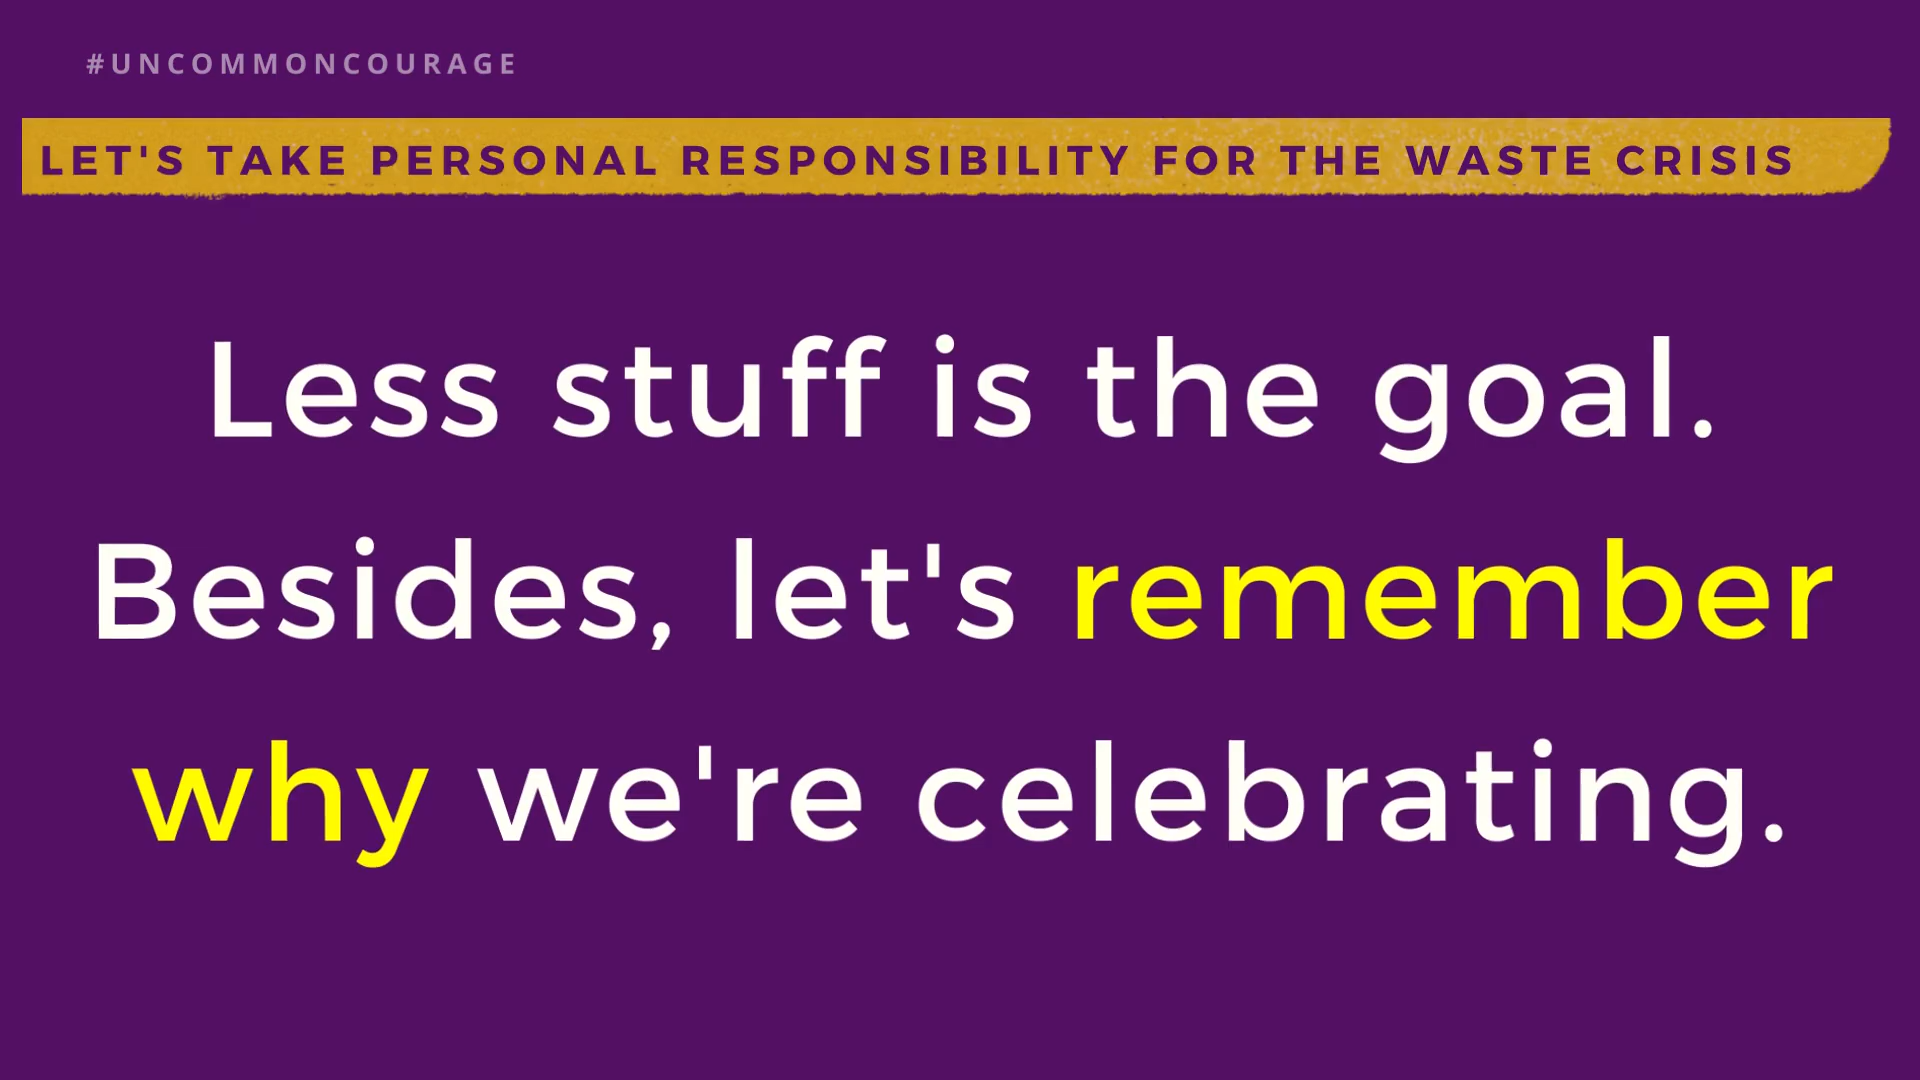 #UNCOMMONCOURAGE
LET'S TAKE PERSONAL RESPONSIBILITY FOR THE WASTE CRISIS
Less stuff is the goal.
Besides, let's remember
why we're celebrating.